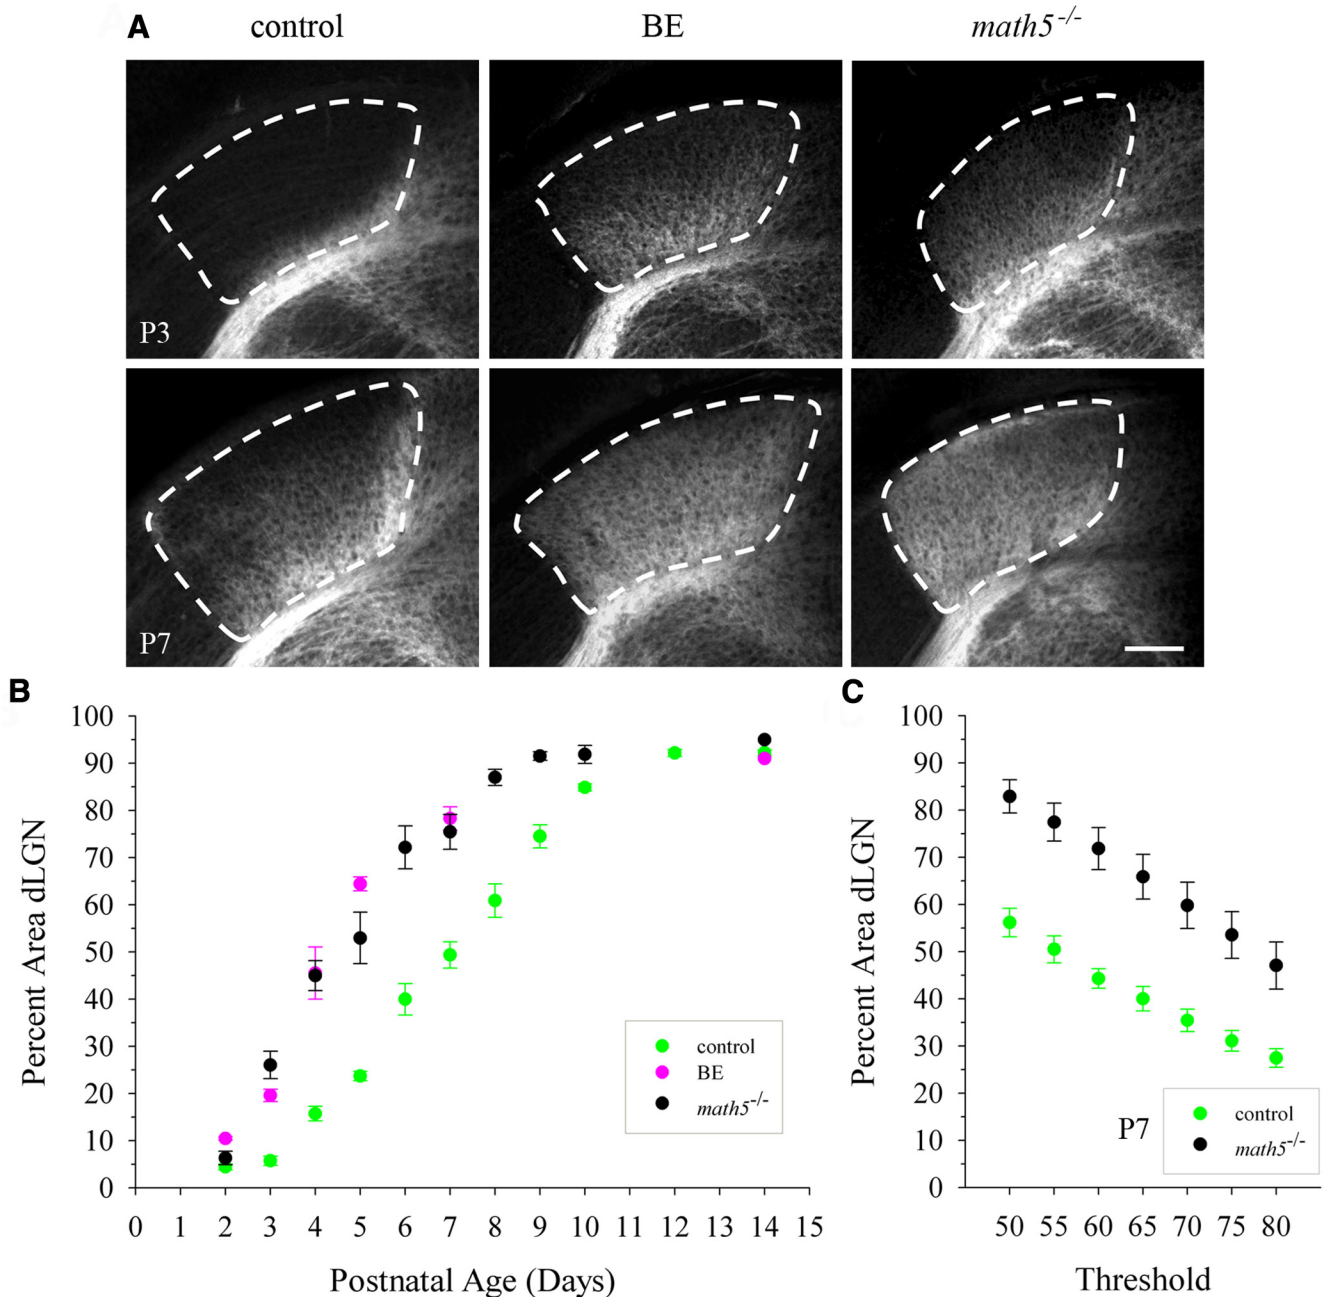 A
control
BE
math5-/-
P3
P7
B
100
90
80
70
60
50
40
30
20
10
0
Percent Area dLGN
control
BE
math5-/-
0 1 2 3 4 5 6 7 8 9 10 11 12 13 14 15
Postnatal Age (Days)
C
100
90
80
70
60
50
40
30
20
10
0
Percent Area dLGN
P7
control
math5-/-
50 55 60 65 70 75 80
Threshold